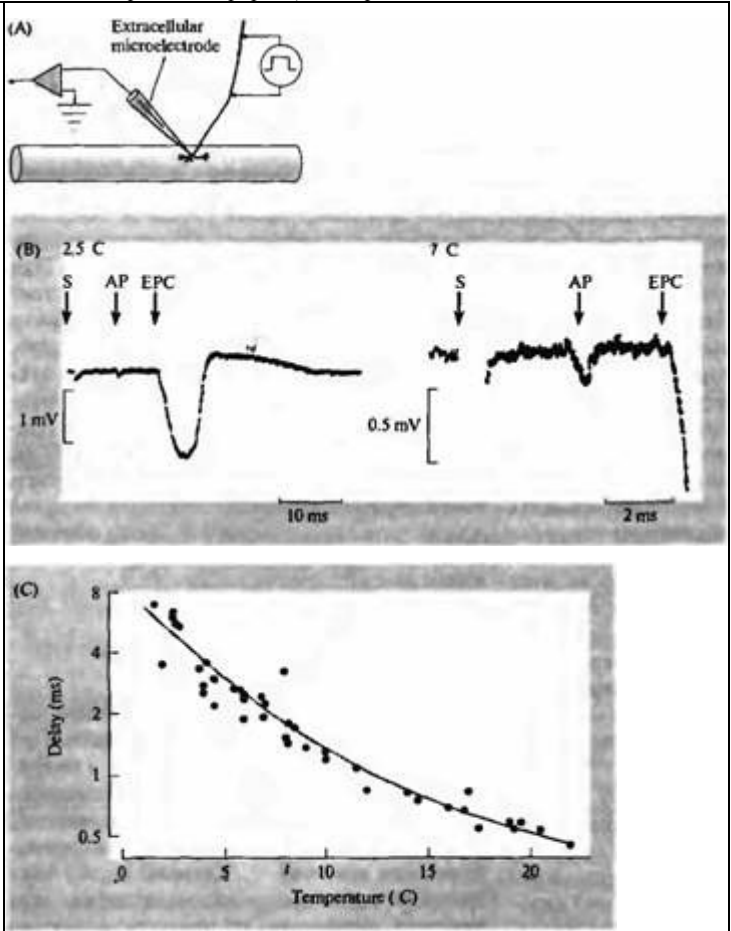 (A)
Extracellular
microelectrode
(B) 2.5 C
7 C
S AP EPC
S AP EPC
1 mV
0.5 mV
10 ms
2 ms
(C)
8
4
2
1
0.5
Delay (ms)
0 5 10 15 20
Temperature ( C)